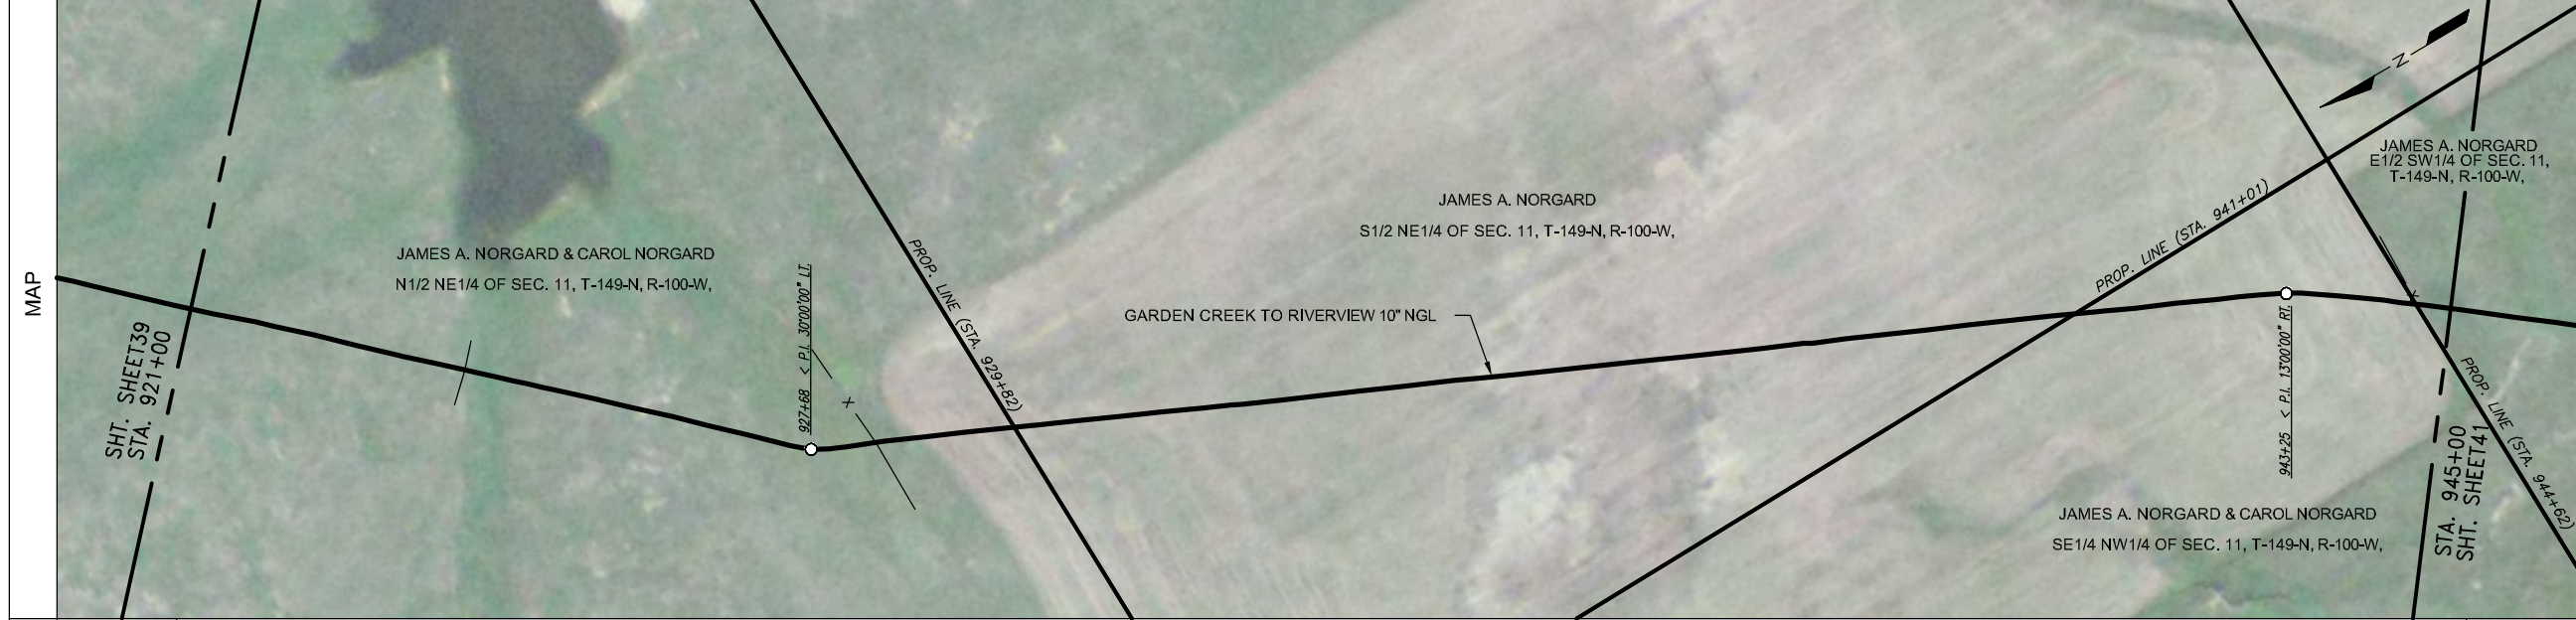 MAP
SHT. SHEET39
STA. 921+00
JAMES A. NORGARD & CAROL NORGARD
N1/2 NE1/4 OF SEC. 11, T-149-N, R-100-W,
927+68 < P.I. 30°00'00" LT.
X
PROP. LINE (STA. 929+82)
GARDEN CREEK TO RIVERVIEW 10" NGL
JAMES A. NORGARD
S1/2 NE1/4 OF SEC. 11, T-149-N, R-100-W,
PROP. LINE (STA. 941+01)
943+25 < P.I. 13°00'00" RT.
N
JAMES A. NORGARD
E1/2 SW1/4 OF SEC. 11,
T-149-N, R-100-W,
X
JAMES A. NORGARD & CAROL NORGARD
SE1/4 NW1/4 OF SEC. 11, T-149-N, R-100-W,
STA. 945+00
SHT. SHEET41
PROP. LINE (STA. 944+62)